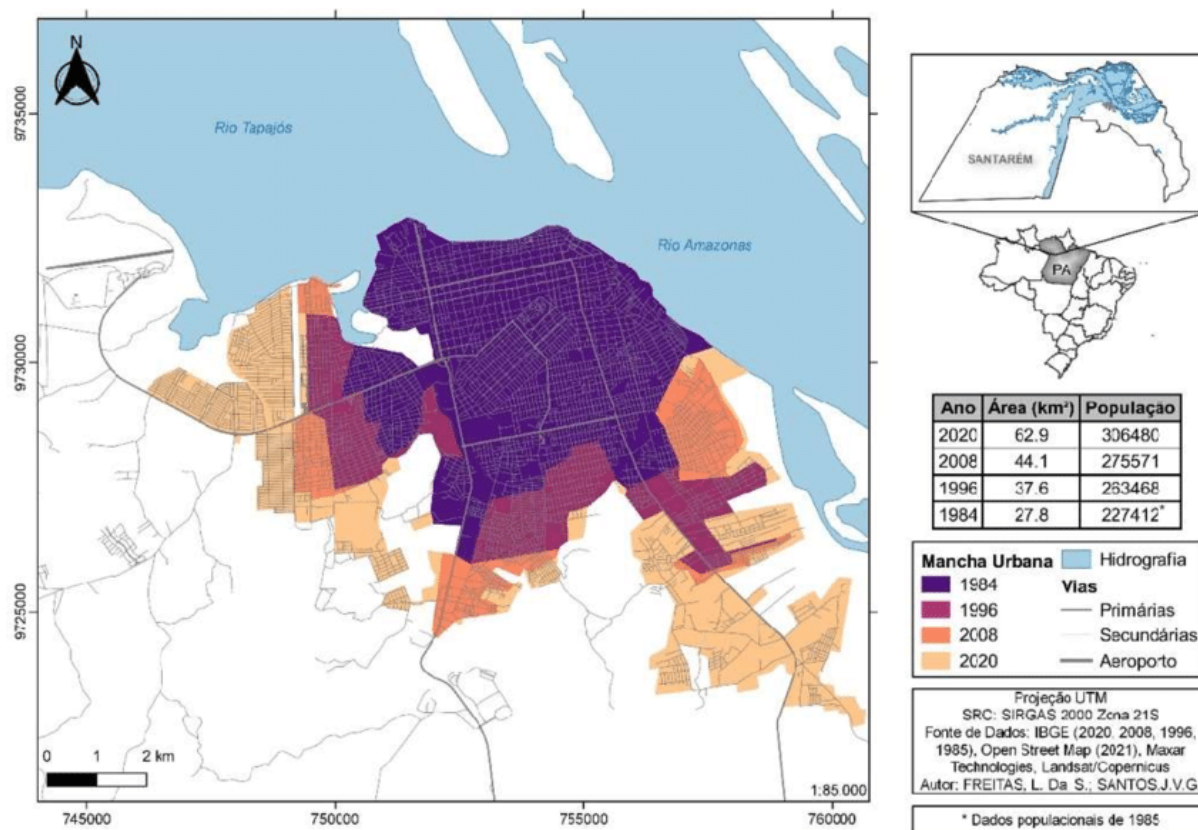 N
Rio Tapajós
Rio Amazonas
9735000
9730000
9725000
0 1 2 km
1:85.000
745000 750000 755000 760000
SANTARÉM
PA
Ano Área (km²) População
2020 62.9 306480
2008 44.1 275571
1996 37.6 263468
1984 27.8 227412*
Mancha Urbana
1984
1996
2008
2020
Hidrografia
Vias
Primárias
Secundárias
Aeroporto
Projeção UTM
SRC: SIRGAS 2000 Zona 21S
Fonte de Dados: IBGE (2020, 2008, 1996,
1985), Open Street Map (2021), Maxar
Technologies, Landsat/Copernicus
Autor: FREITAS, L. Da S.; SANTOS,J.V.G
* Dados populacionais de 1985